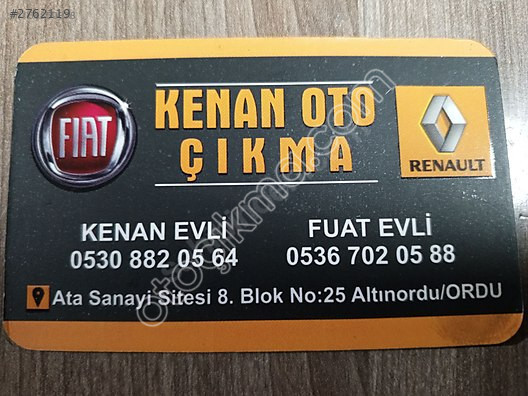 #2762119
KENAN OTO
ÇIKMA
FIAT
RENAULT
KENAN EVLİ
0530 882 05 64
FUAT EVLİ
0536 702 05 88
Ata Sanayi Sitesi 8. Blok No:25 Altınordu/ORDU
otocikmaci.com